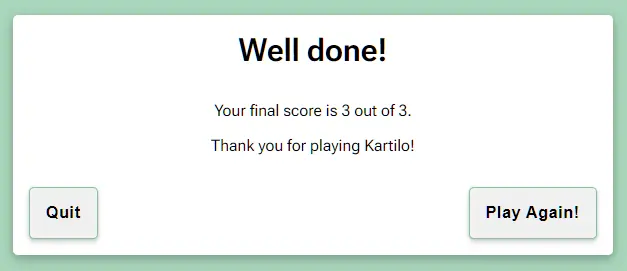 Well done!
Your final score is 3 out of 3.
Thank you for playing Kartilo!
Quit
Play Again!